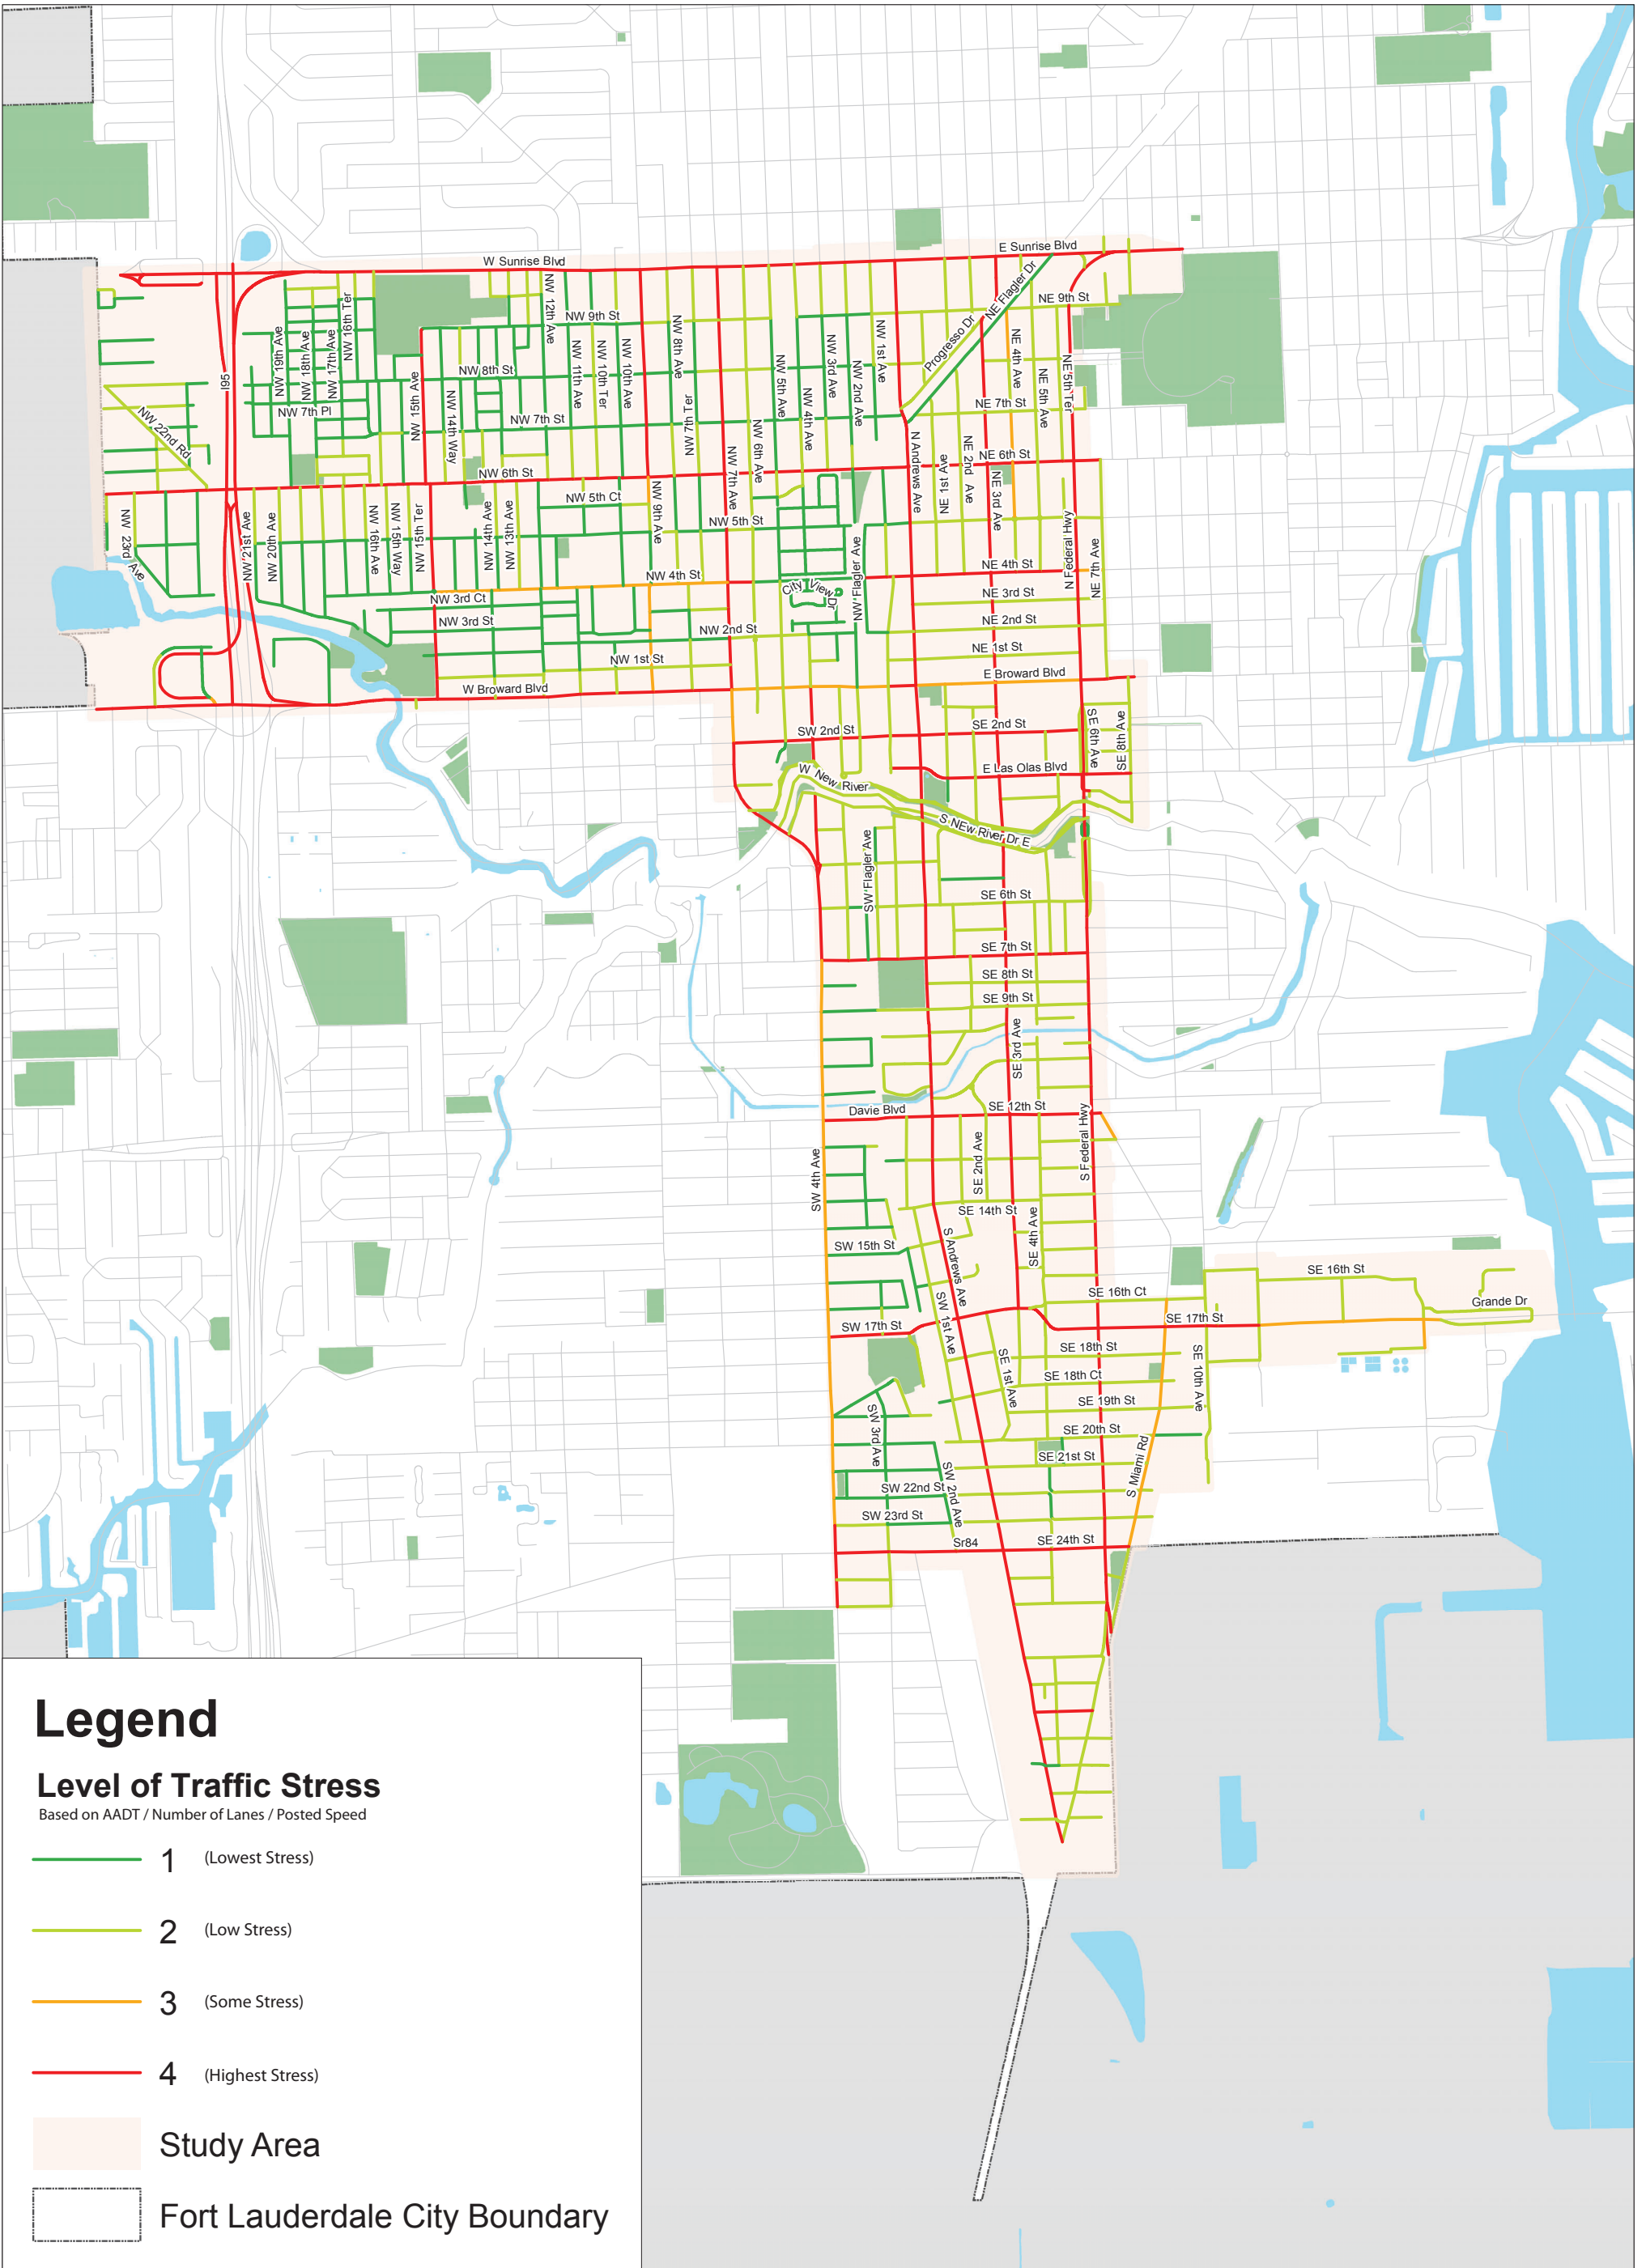 E Sunrise Blvd
W Sunrise Blvd
NE Flagler Dr
NE 9th St
Progresso Dr
NW 16th Ter
NW 12th Ave
NW 9th St
NW 19th Ave
NW 18th Ave
NW 17th Ave
I95
NW 11th Ave
NW 10th Ter
NW 10th Ave
NW 8th Ave
NW 5th Ave
NW 3rd Ave
NW 2nd Ave
NW 1st Ave
NE 4th Ave
NE 5th Ave
NE 5th Ter
NW 15th Ave
NW 8th St
NW 14th Way
NW 7th Ter
NW 4th Ave
NW 7th Pl
NW 7th St
NE 7th St
NW 22nd Rd
NW 6th Ave
NW 7th Ave
NW 6th St
NE 6th St
N Andrews Ave
NE 1st Ave
NE 2nd Ave
NE 3rd Ave
NW 5th Ct
NW 9th Ave
NW 5th St
NW 23rd Ave
NW 21st Ave
NW 20th Ave
NW 16th Ave
NW 15th Way
NW 15th Ter
NW 14th Ave
NW 13th Ave
NW Flagler Ave
N Federal Hwy
NE 7th Ave
NW 4th St
NE 4th St
City View Dr
NW 3rd Ct
NE 3rd St
NW 3rd St
NW 2nd St
NE 2nd St
NW 1st St
NE 1st St
W Broward Blvd
E Broward Blvd
SW 2nd St
SE 2nd St
SE 6th Ave
SE 8th Ave
E Las Olas Blvd
W New River
S NEw River Dr E
SW Flagler Ave
SE 6th St
SE 7th St
SE 8th St
SE 9th St
SE 3rd Ave
Davie Blvd
SE 12th St
S Federal Hwy
SW 4th Ave
SE 2nd Ave
SE 14th St
SE 4th Ave
SW 15th St
S Andrews Ave
SE 16th St
SE 16th Ct
Grande Dr
SW 17th St
SW 1st Ave
SE 17th St
SE 18th St
SE 1st Ave
SE 10th Ave
SE 18th Ct
SE 19th St
SW 3rd Ave
SE 20th St
SE 21st St
S Miami Rd
SW 22nd St
SW 2nd Ave
SW 23rd St
Sr84
SE 24th St
Legend
Level of Traffic Stress
Based on AADT / Number of Lanes / Posted Speed
1 (Lowest Stress)
2 (Low Stress)
3 (Some Stress)
4 (Highest Stress)
Study Area
Fort Lauderdale City Boundary